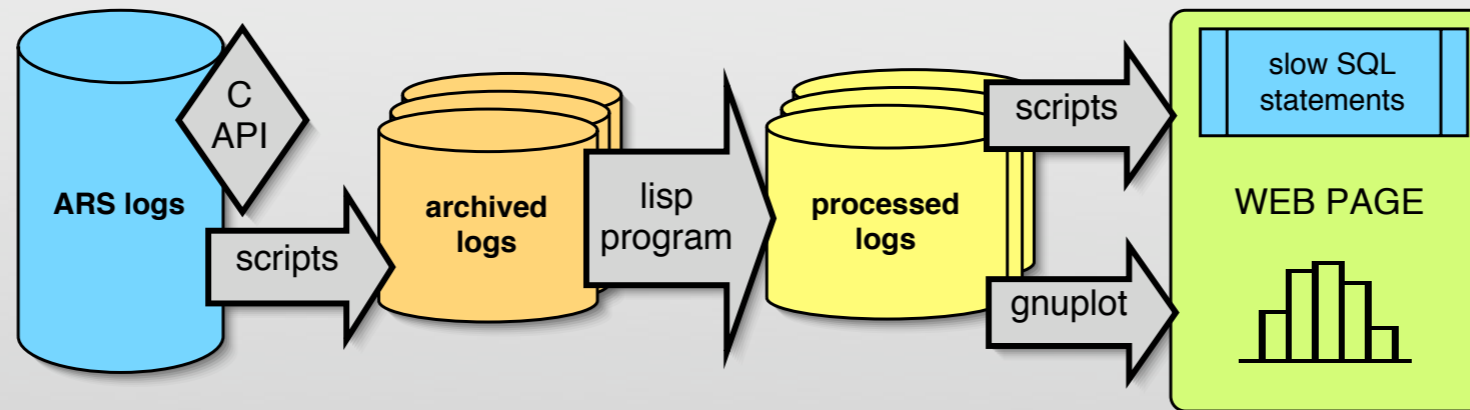 C
API
ARS logs
scripts
archived
logs
lisp
program
processed
logs
scripts
gnuplot
slow SQL
statements
WEB PAGE